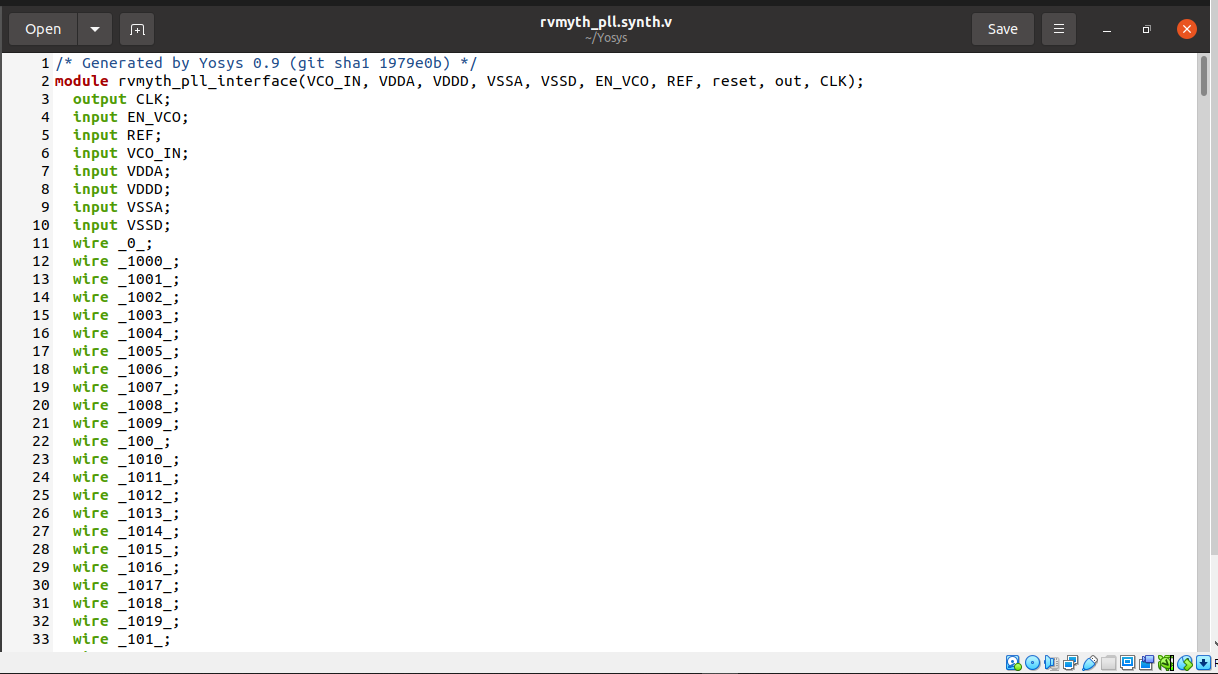 Open
rvmyth_pll.synth.v
~/Yosys
Save
1 /* Generated by Yosys 0.9 (git sha1 1979e0b) */
2 module rvmyth_pll_interface(VCO_IN, VDDA, VDDD, VSSA, VSSD, EN_VCO, REF, reset, out, CLK);
3 output CLK;
4 input EN_VCO;
5 input REF;
6 input VCO_IN;
7 input VDDA;
8 input VDDD;
9 input VSSA;
10 input VSSD;
11 wire _0_;
12 wire _1000_;
13 wire _1001_;
14 wire _1002_;
15 wire _1003_;
16 wire _1004_;
17 wire _1005_;
18 wire _1006_;
19 wire _1007_;
20 wire _1008_;
21 wire _1009_;
22 wire _100_;
23 wire _1010_;
24 wire _1011_;
25 wire _1012_;
26 wire _1013_;
27 wire _1014_;
28 wire _1015_;
29 wire _1016_;
30 wire _1017_;
31 wire _1018_;
32 wire _1019_;
33 wire _101_;